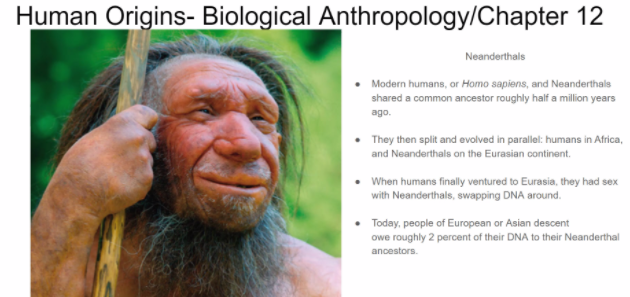 Human Origins- Biological Anthropology/Chapter 12
Neanderthals
● Modern humans, or Homo sapiens, and Neanderthals
shared a common ancestor roughly half a million years
ago.
● They then split and evolved in parallel: humans in Africa,
and Neanderthals on the Eurasian continent.
● When humans finally ventured to Eurasia, they had sex
with Neanderthals, swapping DNA around.
● Today, people of European or Asian descent
owe roughly 2 percent of their DNA to their Neanderthal
ancestors.